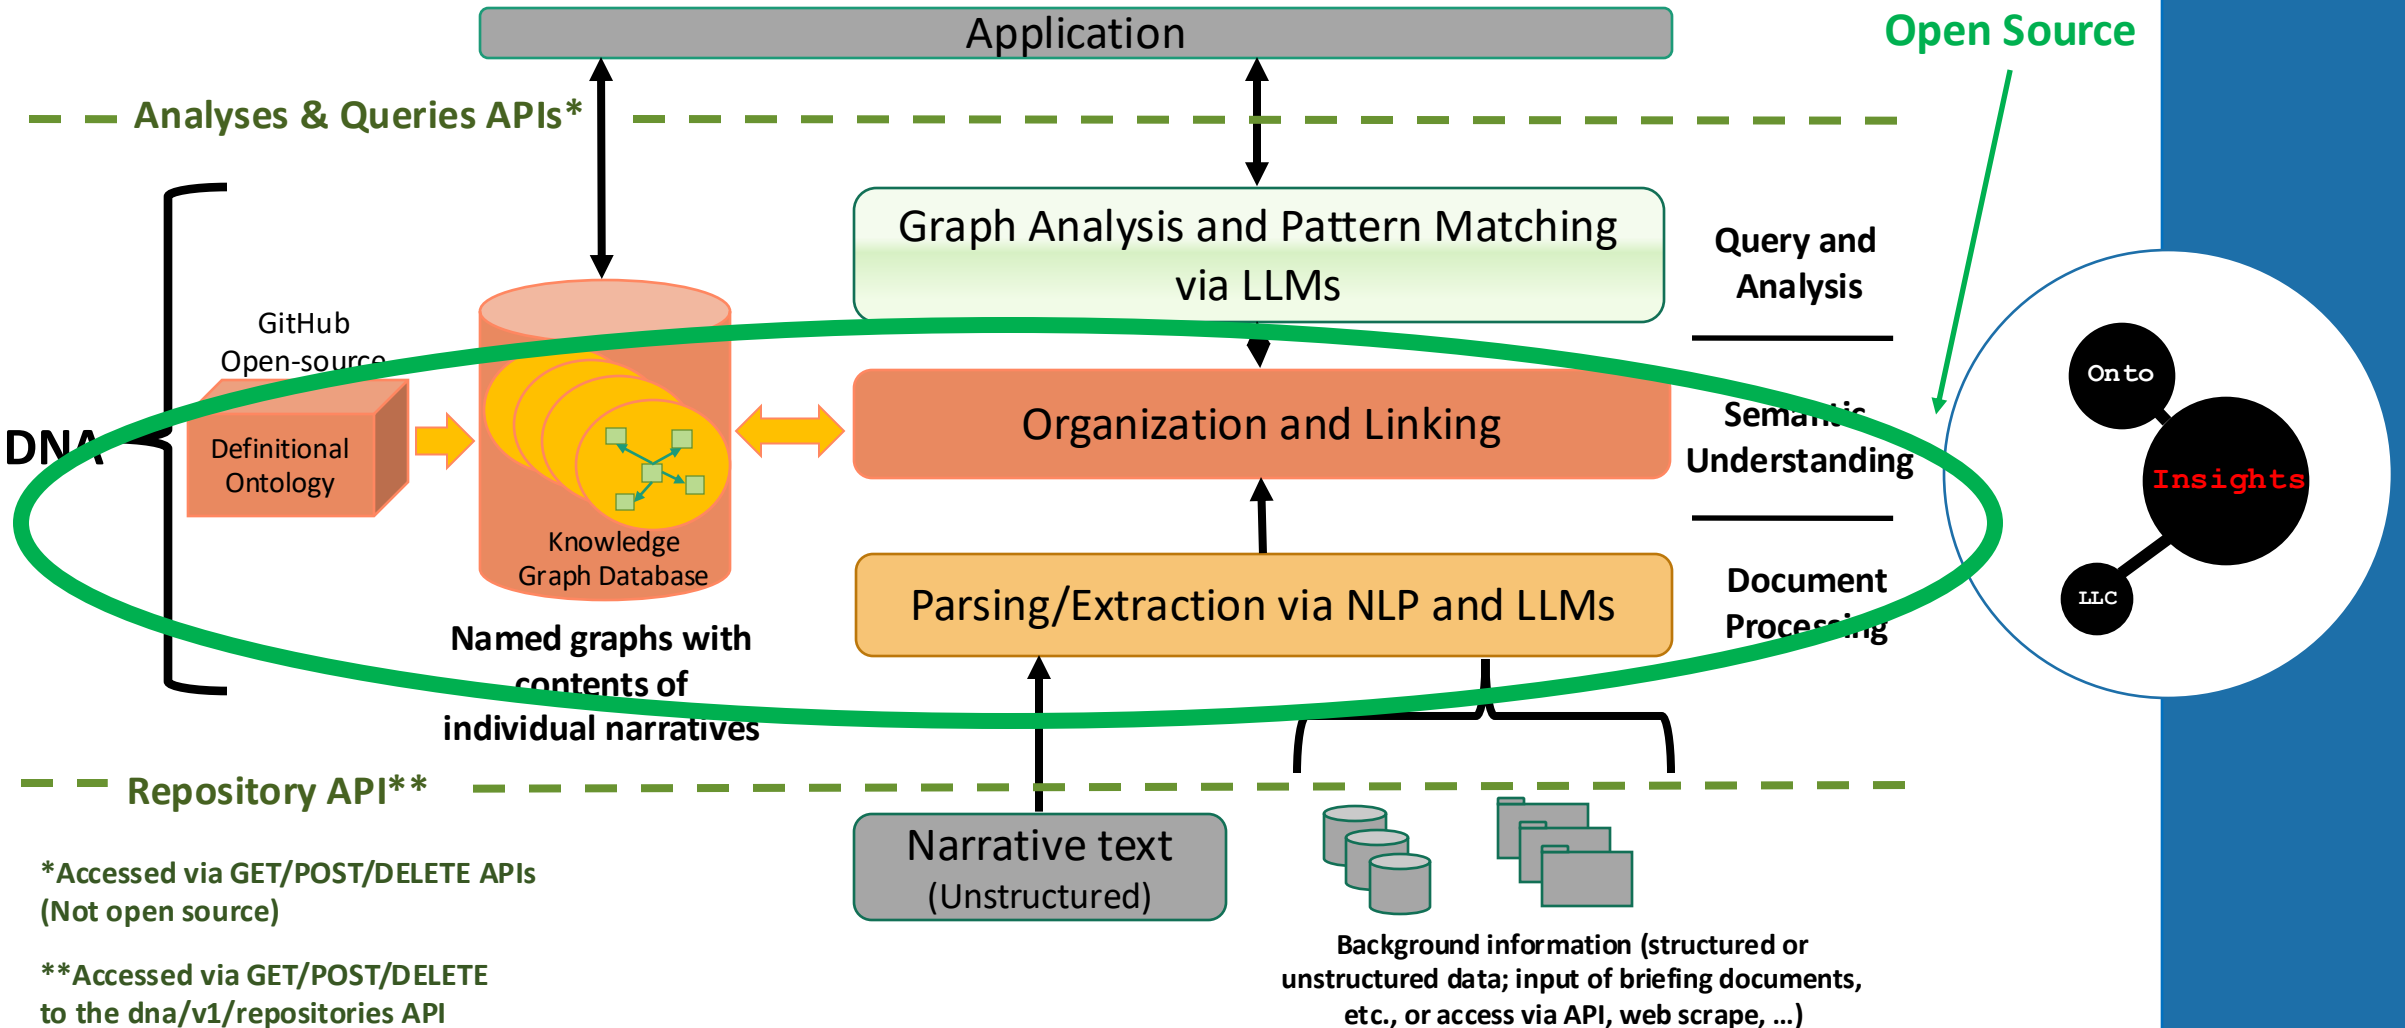 Application
Open Source
Analyses & Queries APIs*
Graph Analysis and Pattern Matching
via LLMs
Query and
Analysis
GitHub
Open-source
DNA
Definitional
Ontology
Knowledge
Graph Database
Organization and Linking
Semantic
Understanding
Onto
Insights
LLC
Parsing/Extraction via NLP and LLMs
Document
Processing
Named graphs with
contents of
individual narratives
Repository API**
Narrative text
(Unstructured)
*Accessed via GET/POST/DELETE APIs
(Not open source)
**Accessed via GET/POST/DELETE
to the dna/v1/repositories API
Background information (structured or
unstructured data; input of briefing documents,
etc., or access via API, web scrape, ...)